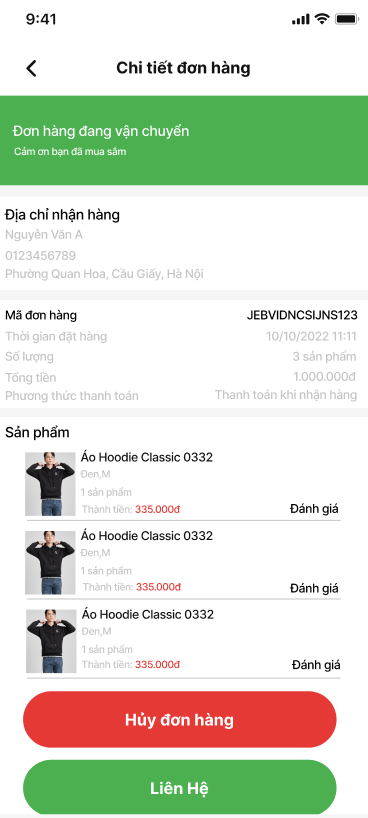 9:41
Chi tiết đơn hàng
Đơn hàng đang vận chuyển
Cảm ơn bạn đã mua sắm
Địa chỉ nhận hàng
Nguyễn Văn A
0123456789
Phường Quan Hoa, Cầu Giấy, Hà Nội
Mã đơn hàng JEBVIDNCSIJNS123
Thời gian đặt hàng 10/10/2022 11:11
Số lượng 3 sản phẩm
Tổng tiền 1.000.000đ
Phương thức thanh toán Thanh toán khi nhận hàng
Sản phẩm
Áo Hoodie Classic 0332
Đen,M
1 sản phẩm
Thành tiền: 335.000đ Đánh giá
Áo Hoodie Classic 0332
Đen,M
1 sản phẩm
Thành tiền: 335.000đ Đánh giá
Áo Hoodie Classic 0332
Đen,M
1 sản phẩm
Thành tiền: 335.000đ Đánh giá
Hủy đơn hàng
Liên Hệ